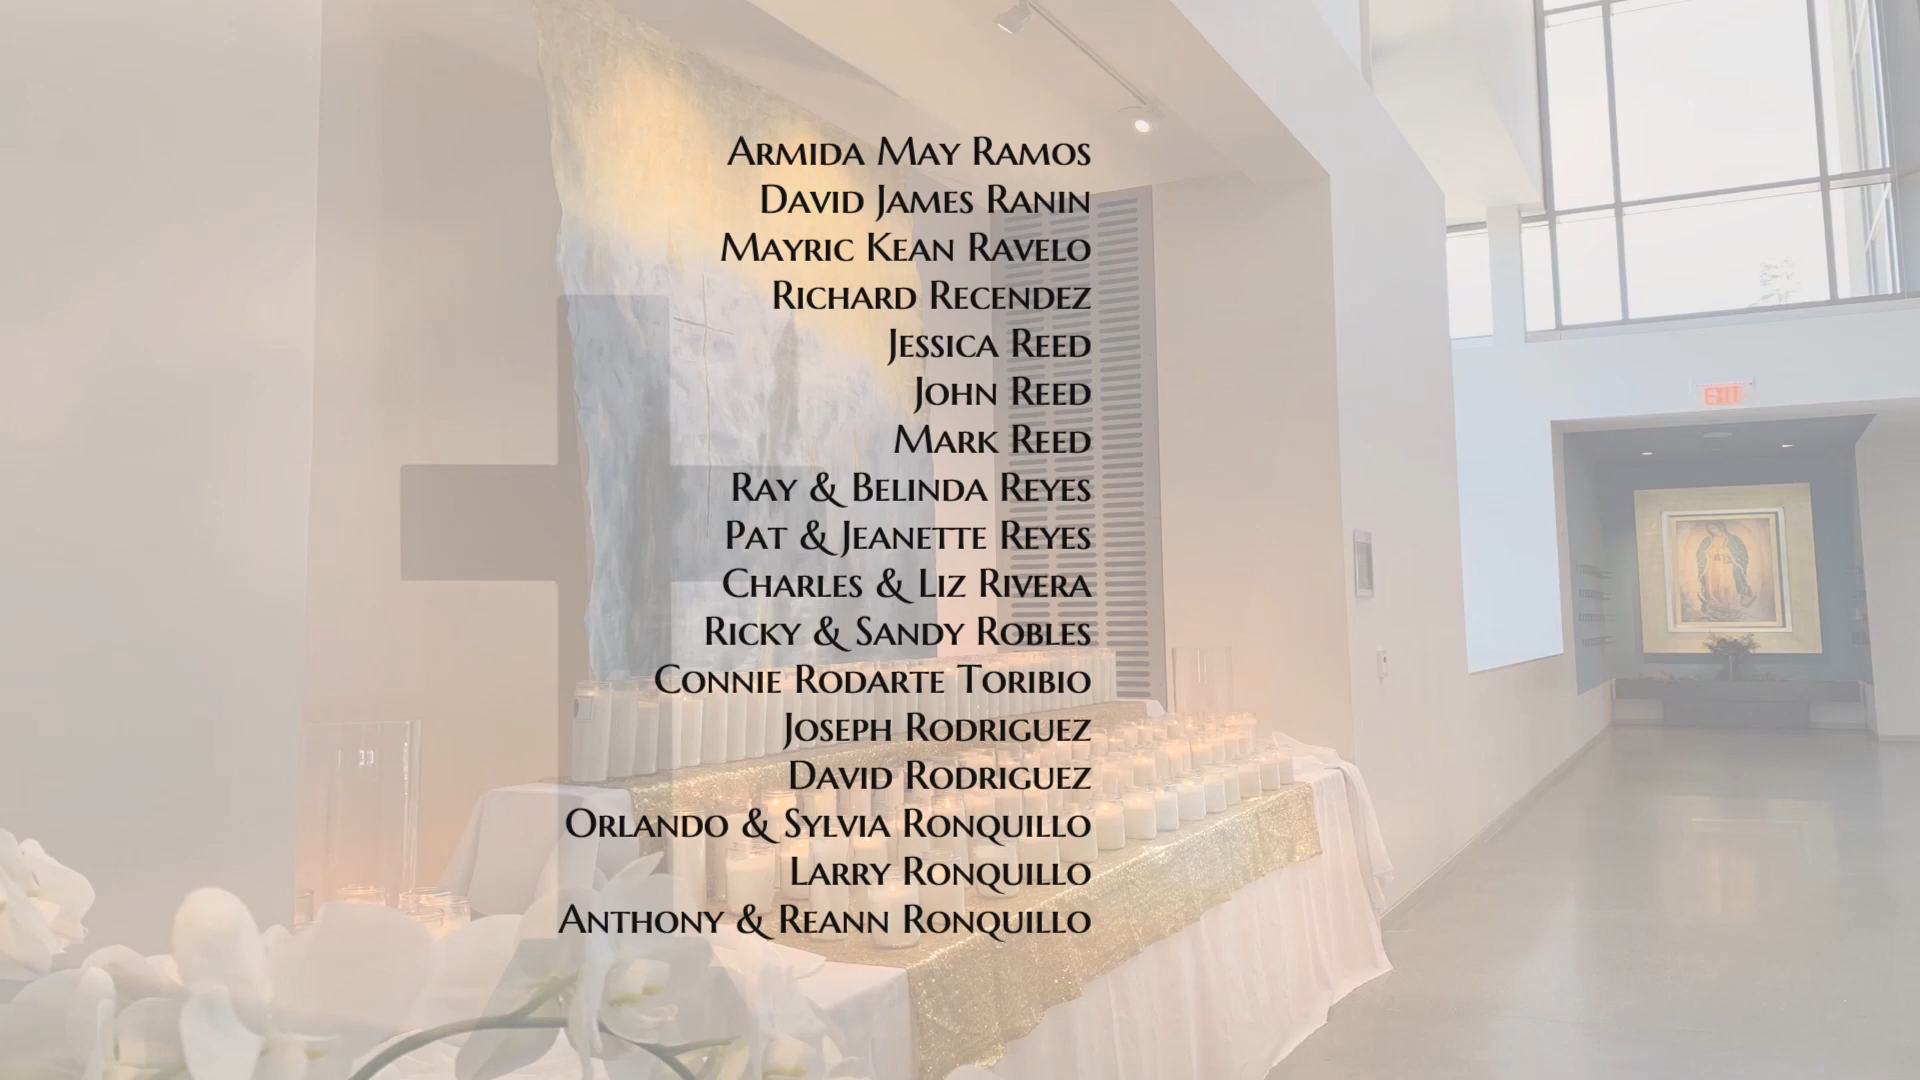 Armida May Ramos
David James Ranin
Mayric Kean Ravelo
Richard Recendez
Jessica Reed
John Reed
Mark Reed
Ray & Belinda Reyes
Pat & Jeanette Reyes
Charles & Liz Rivera
Ricky & Sandy Robles
Connie Rodarte Toribio
Joseph Rodriguez
David Rodriguez
Orlando & Sylvia Ronquillo
Larry Ronquillo
Anthony & Reann Ronquillo
EXIT